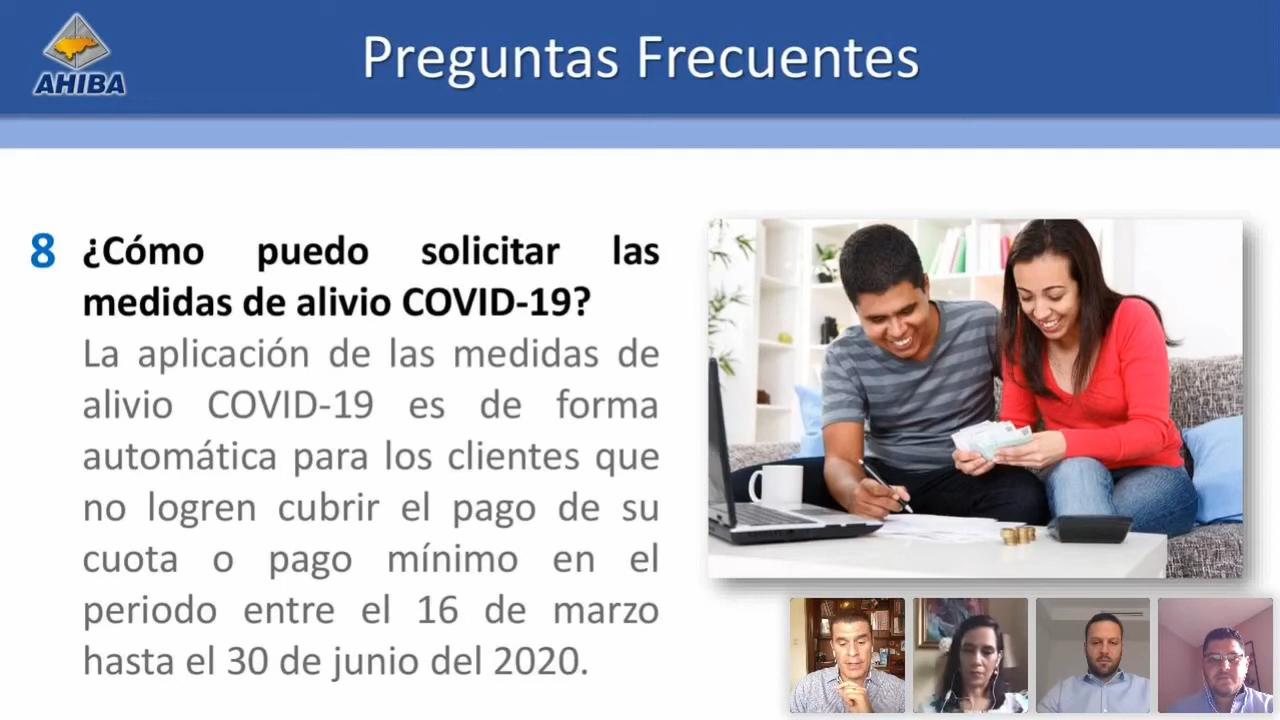 AHIBA
Preguntas Frecuentes
8 ¿Cómo puedo solicitar las
medidas de alivio COVID-19?
La aplicación de las medidas de
alivio COVID-19 es de forma
automática para los clientes que
no logren cubrir el pago de su
cuota o pago mínimo en el
periodo entre el 16 de marzo
hasta el 30 de junio del 2020.